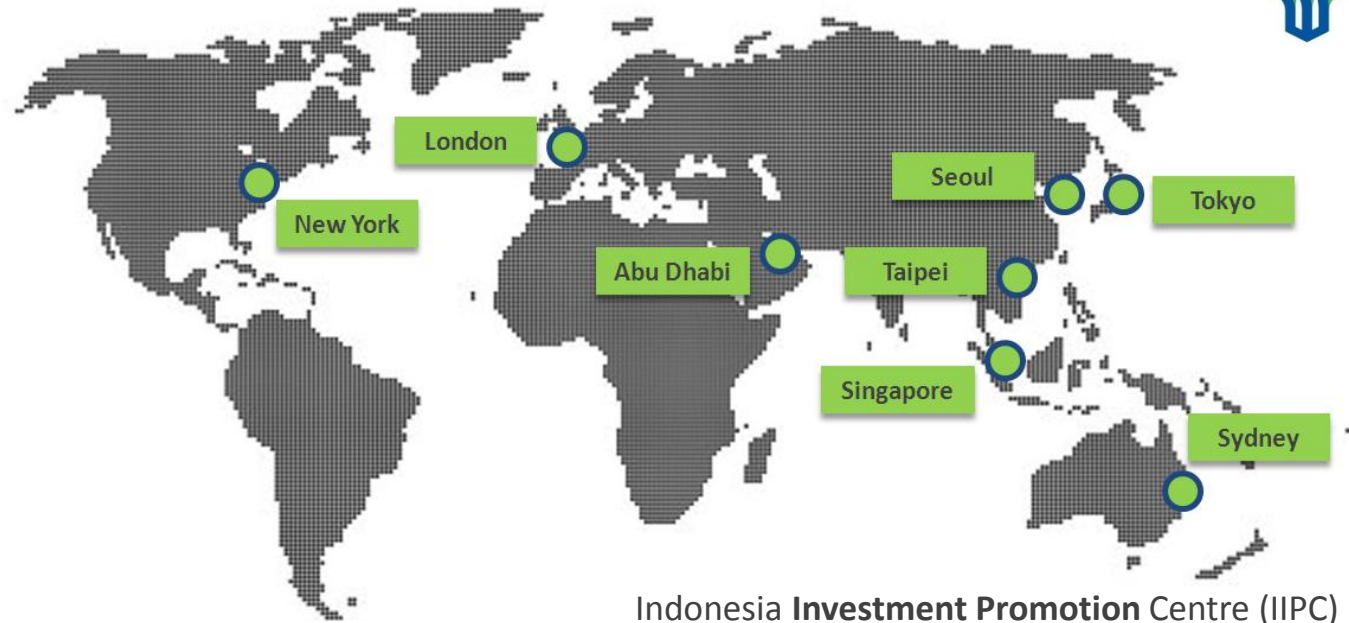 London
Seoul
Tokyo
New York
Abu Dhabi
Taipei
Singapore
Sydney
Indonesia Investment Promotion Centre (IIPC)